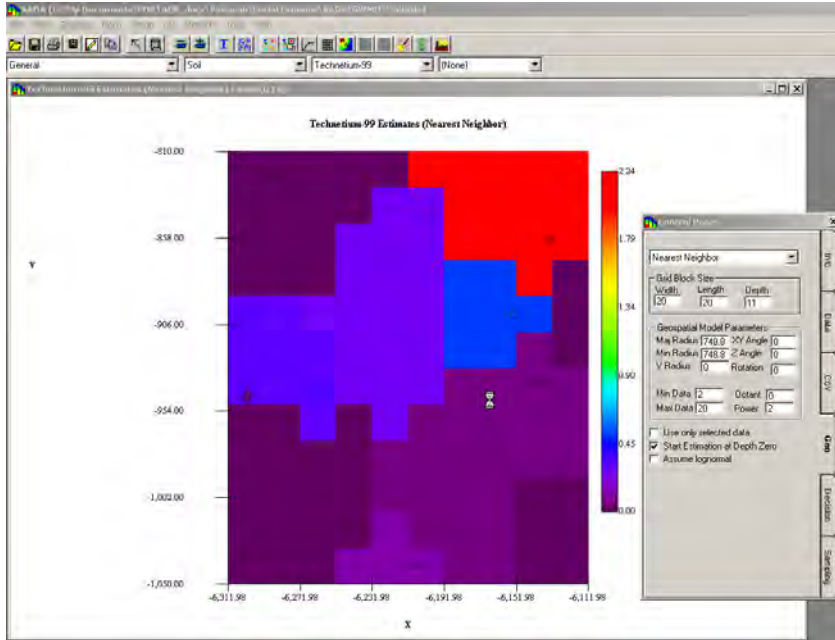 General
Soil
Technetium-99
(None)
Technetium-99 Estimates (Nearest Neighbor)
-810.00
-858.00
-906.00
-954.00
-1,002.00
-1,050.00
Y
-6,311.98
-6,271.98
-6,231.98
-6,191.98
-6,151.98
-6,111.98
X
2.24
1.79
1.34
0.90
0.45
0.00
Nearest Neighbor
Grid Block Size
Width Length Depth
20 20 11
Geospatial Model Parameters
Maj Radius 748.8 XY Angle 0
Min Radius 748.8 Z Angle 0
V Radius 0 Rotation 0
Min Data 2 Octant 0
Max Data 20 Power 2
Use only selected data
Start Estimation at Depth Zero
Assume lognormal
Data
Geo
Decision
Sampling